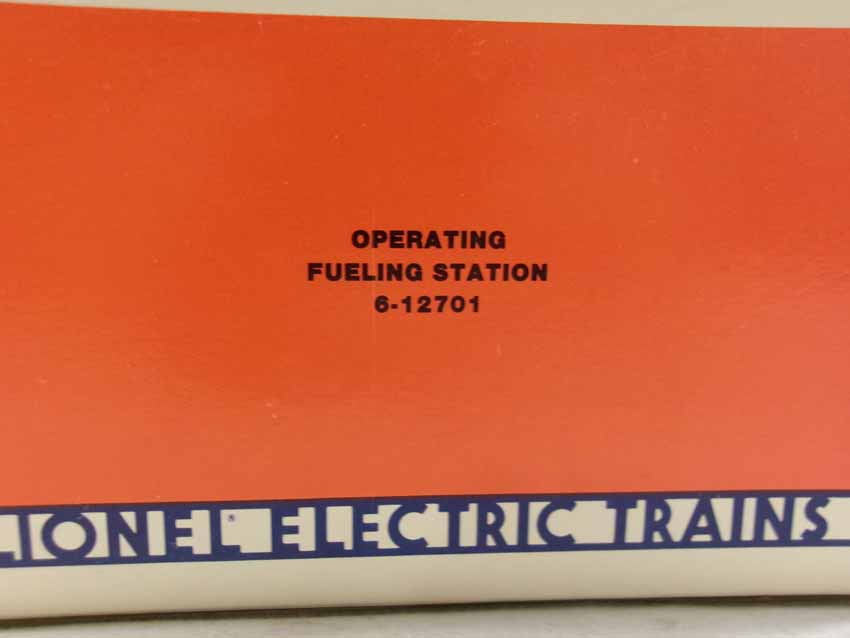 OPERATING
FUELING STATION
6-12701
LIONEL® ELECTRIC TRAINS